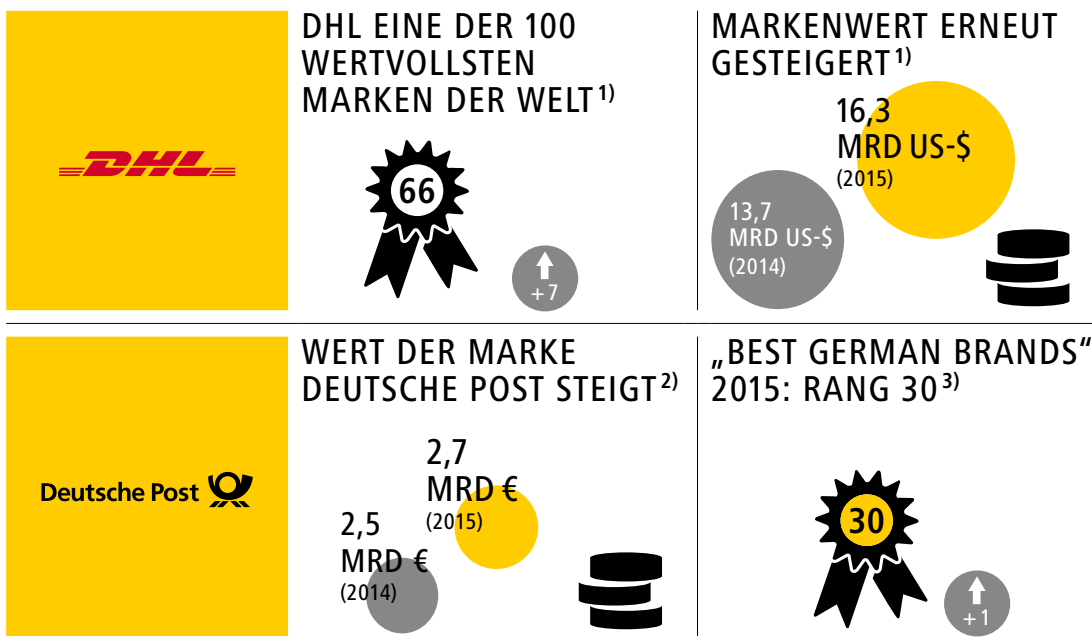 DHL
DHL EINE DER 100
WERTVOLLSTEN
MARKEN DER WELT 1)
66
+7
MARKENWERT ERNEUT
GESTEIGERT 1)
16,3
MRD US-$
(2015)
13,7
MRD US-$
(2014)
Deutsche Post
WERT DER MARKE
DEUTSCHE POST STEIGT 2)
2,7
MRD €
(2015)
2,5
MRD €
(2014)
„BEST GERMAN BRANDS“
2015: RANG 30 3)
30
+1